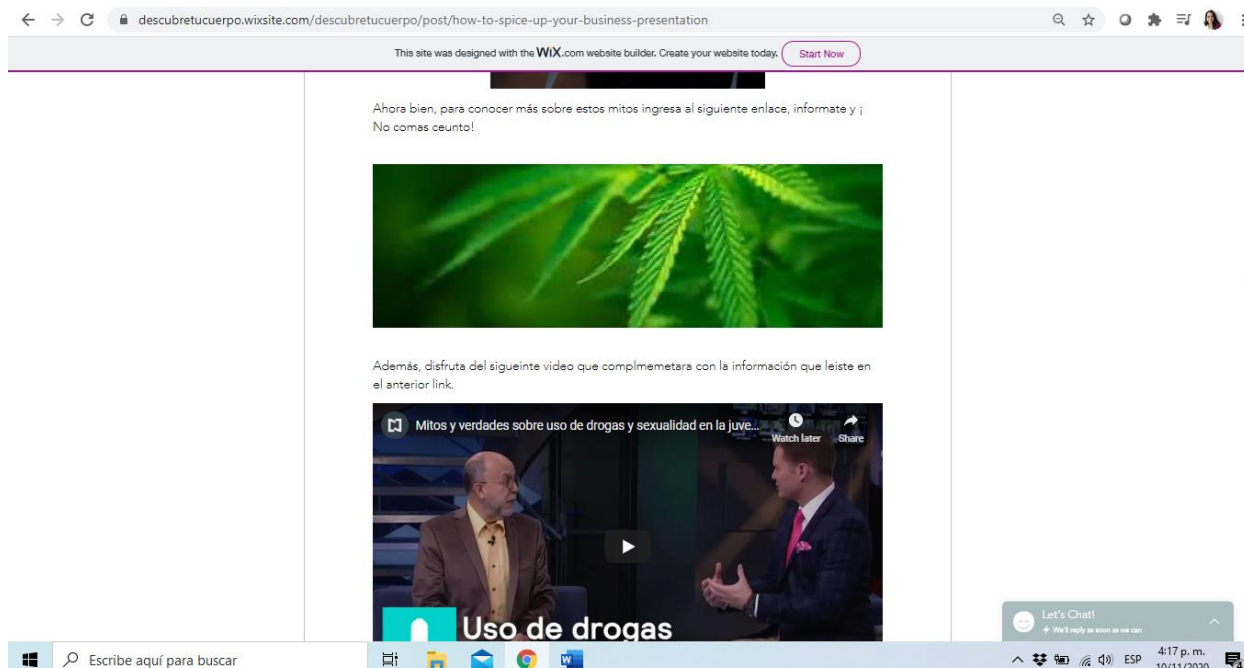 descubretucuerpo.wixsite.com/descubretucuerpo/post/how-to-spice-up-your-business-presentation
This site was designed with the WiX.com website builder. Create your website today.
Start Now
Ahora bien, para conocer más sobre estos mitos ingresa al siguiente enlace, informate y ¡
No comas ceunto!
Además, disfruta del sigueinte video que complmemetara con la información que leiste en
el anterior link.
Mitos y verdades sobre uso de drogas y sexualidad en la juve...
Watch later
Share
Uso de drogas
Let's Chat!
We'll reply as soon as we can
Escribe aquí para buscar
ESP
4:17 p. m.
10/11/2020